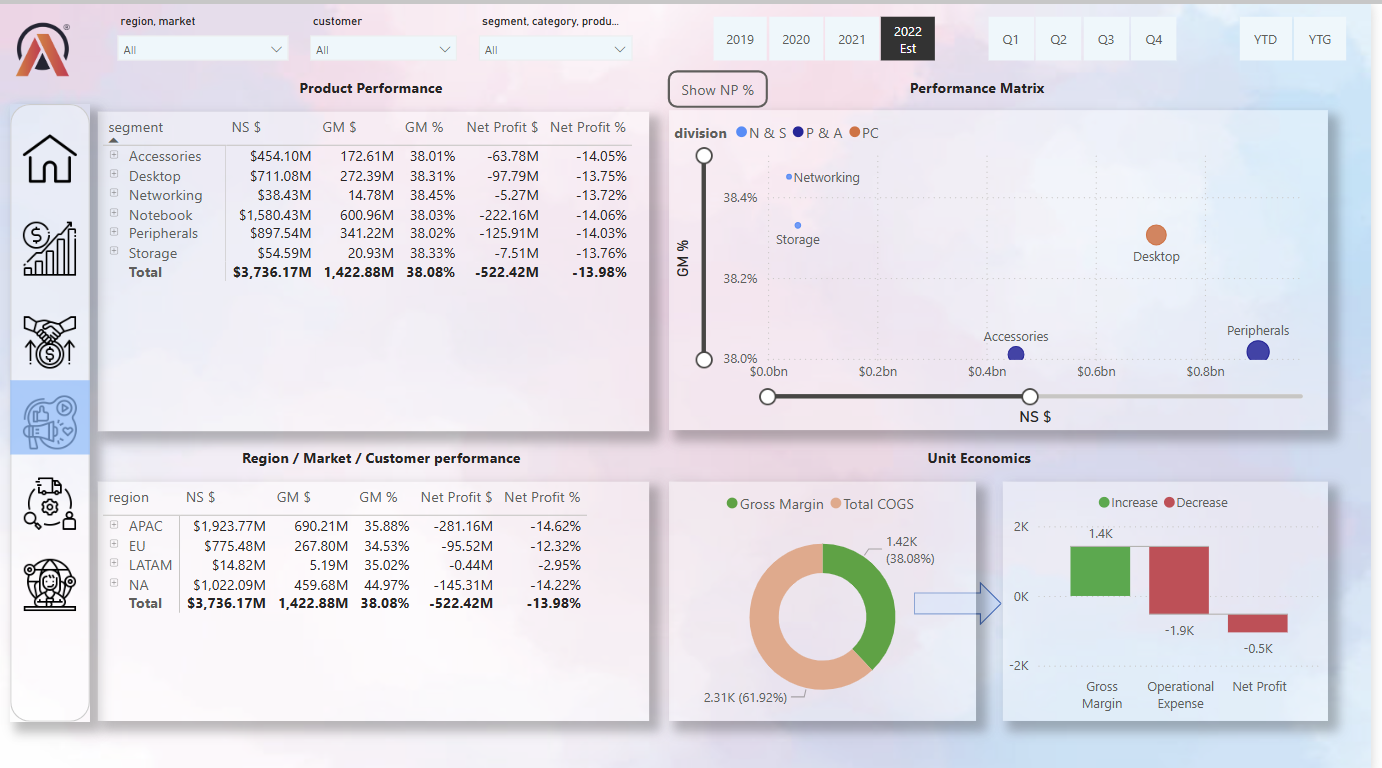 region, market
customer
segment, category, produ...
All
All
All
2019
2020
2021
2022
Est
Q1
Q2
Q3
Q4
YTD
YTG
Product Performance
segment NS $ GM $ GM % Net Profit $ Net Profit %
Accessories $454.10M 172.61M 38.01% -63.78M -14.05%
Desktop $711.08M 272.39M 38.31% -97.79M -13.75%
Networking $38.43M 14.78M 38.45% -5.27M -13.72%
Notebook $1,580.43M 600.96M 38.03% -222.16M -14.06%
Peripherals $897.54M 341.22M 38.02% -125.91M -14.03%
Storage $54.59M 20.93M 38.33% -7.51M -13.76%
Total $3,736.17M 1,422.88M 38.08% -522.42M -13.98%
Show NP %
Performance Matrix
division N & S P & A PC
GM %
38.4%
38.2%
38.0%
Networking
Storage
Desktop
Accessories
Peripherals
$0.0bn $0.2bn $0.4bn $0.6bn $0.8bn
NS $
Region / Market / Customer performance
region NS $ GM $ GM % Net Profit $ Net Profit %
APAC $1,923.77M 690.21M 35.88% -281.16M -14.62%
EU $775.48M 267.80M 34.53% -95.52M -12.32%
LATAM $14.82M 5.19M 35.02% -0.44M -2.95%
NA $1,022.09M 459.68M 44.97% -145.31M -14.22%
Total $3,736.17M 1,422.88M 38.08% -522.42M -13.98%
Unit Economics
Gross Margin Total COGS
1.42K
(38.08%)
2.31K (61.92%)
Increase Decrease
2K
0K
-2K
1.4K
-1.9K
-0.5K
Gross
Margin
Operational
Expense
Net Profit